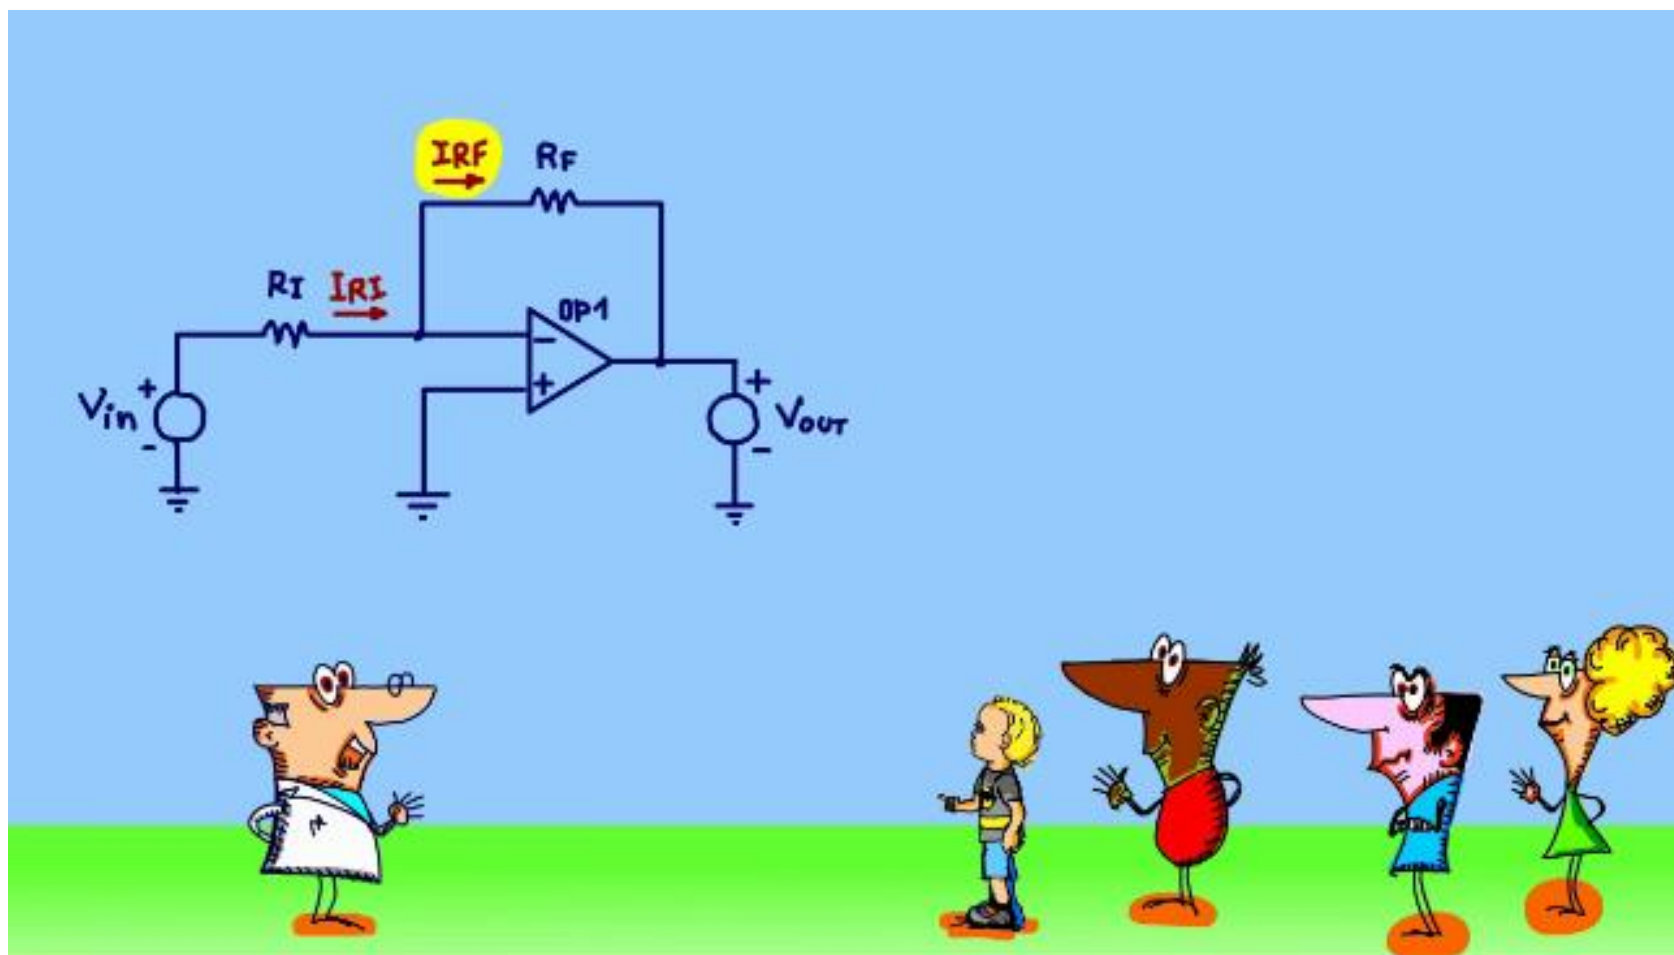 IRF
RF
RI
IRI
OP1
-
+
+
Vin
-
+
VOUT
-